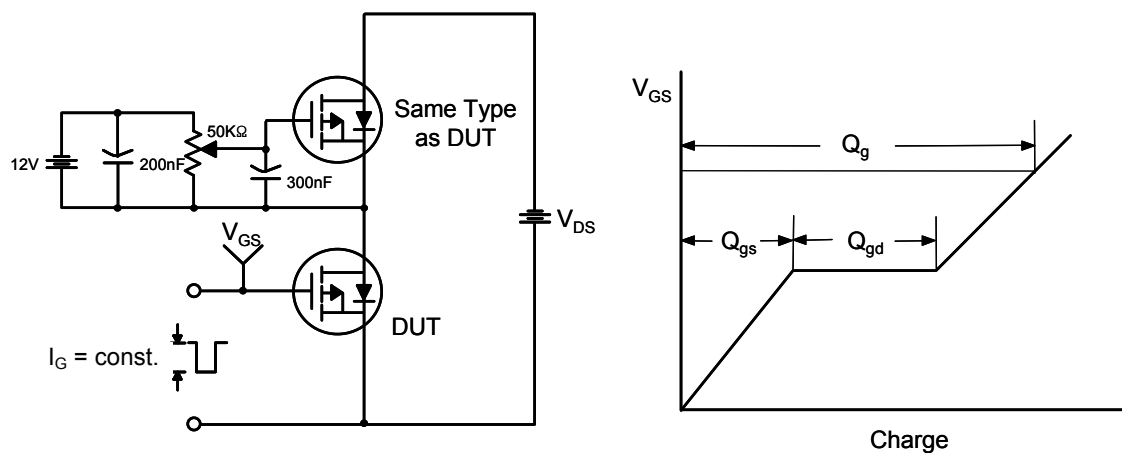 Same Type
as DUT
50KΩ
12V
200nF
300nF
V_GS
V_DS
DUT
I_G = const.
V_GS
Q_g
Q_gs
Q_gd
Charge